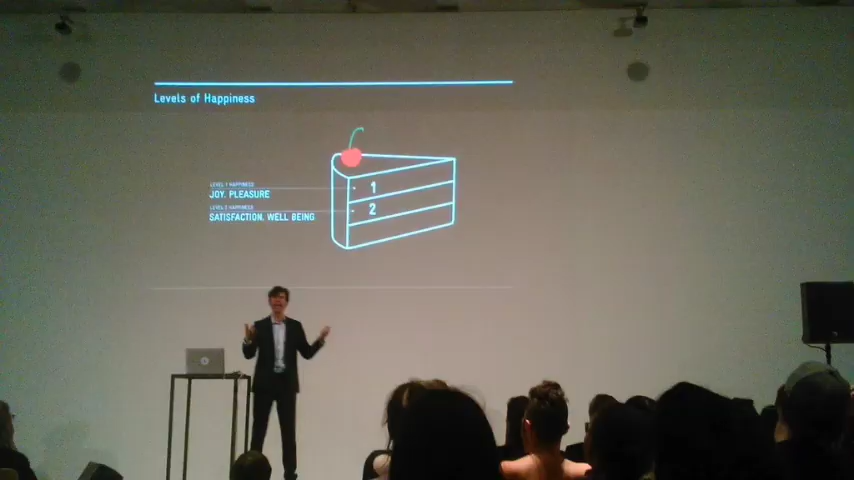 Levels of Happiness
LEVEL 1 HAPPINESS
JOY. PLEASURE
LEVEL 2 HAPPINESS
SATISFACTION. WELL BEING
1
2